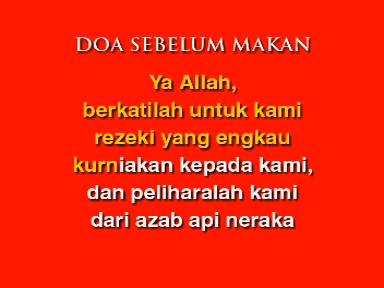 DOA SEBELUM MAKAN
Ya Allah,
berkatilah untuk kami
rezeki yang engkau
kurniakan kepada kami,
dan peliharalah kami
dari azab api neraka